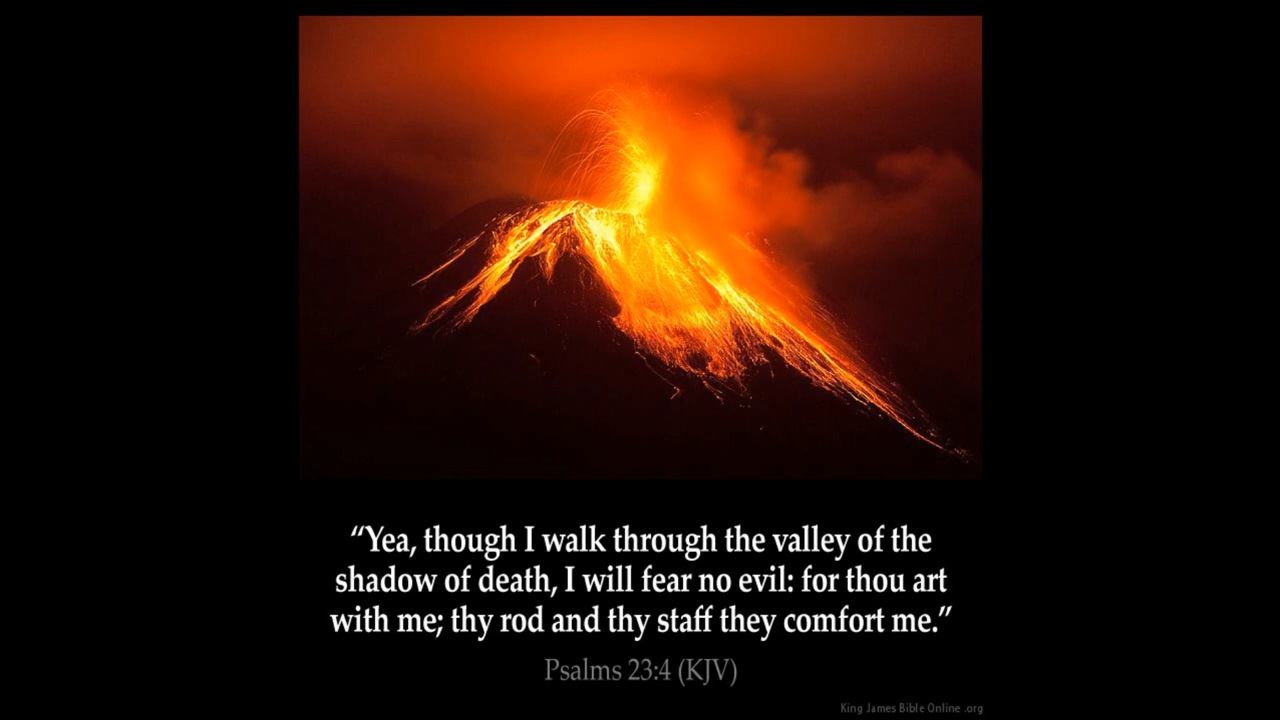 “Yea, though I walk through the valley of the
shadow of death, I will fear no evil: for thou art
with me; thy rod and thy staff they comfort me.”
Psalms 23:4 (KJV)
King James Bible Online .org